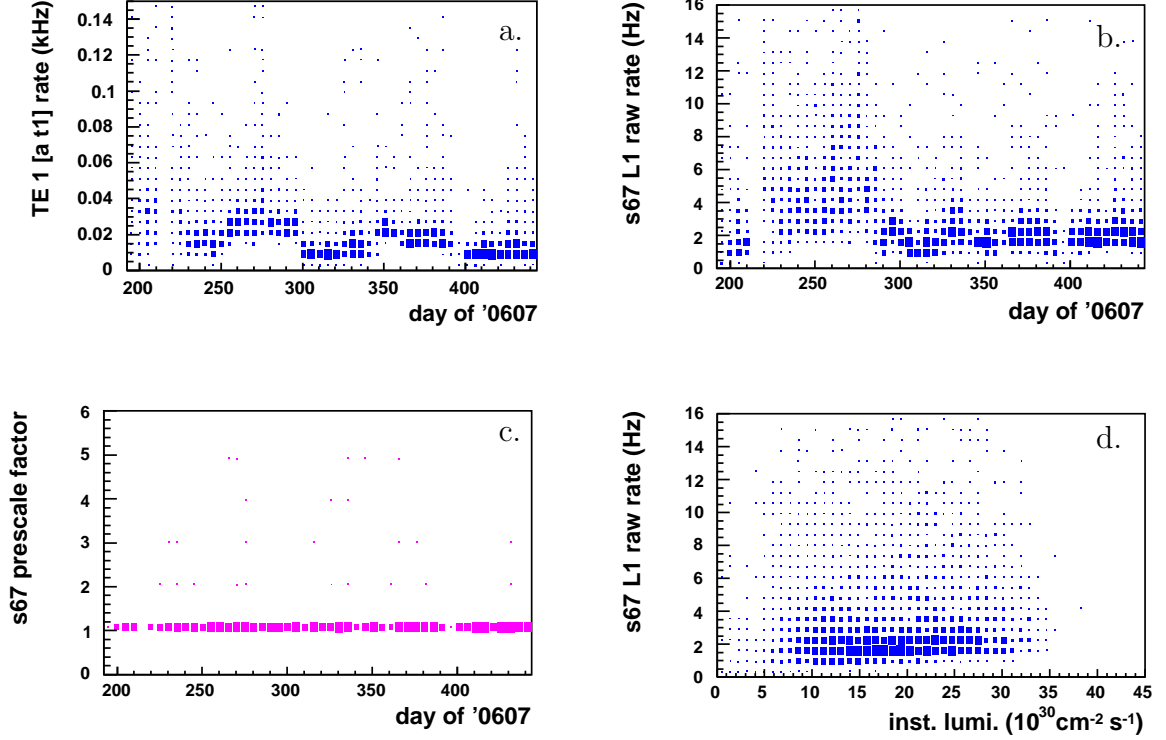 TE 1 [a t1] rate (kHz)
0.14
0.12
0.1
0.08
0.06
0.04
0.02
0
a.
200 250 300 350 400
day of '0607
s67 L1 raw rate (Hz)
16
14
12
10
8
6
4
2
0
b.
200 250 300 350 400
day of '0607
s67 prescale factor
6
5
4
3
2
1
0
c.
200 250 300 350 400
day of '0607
s67 L1 raw rate (Hz)
16
14
12
10
8
6
4
2
0
d.
0 5 10 15 20 25 30 35 40 45
inst. lumi. (10³⁰cm⁻² s⁻¹)